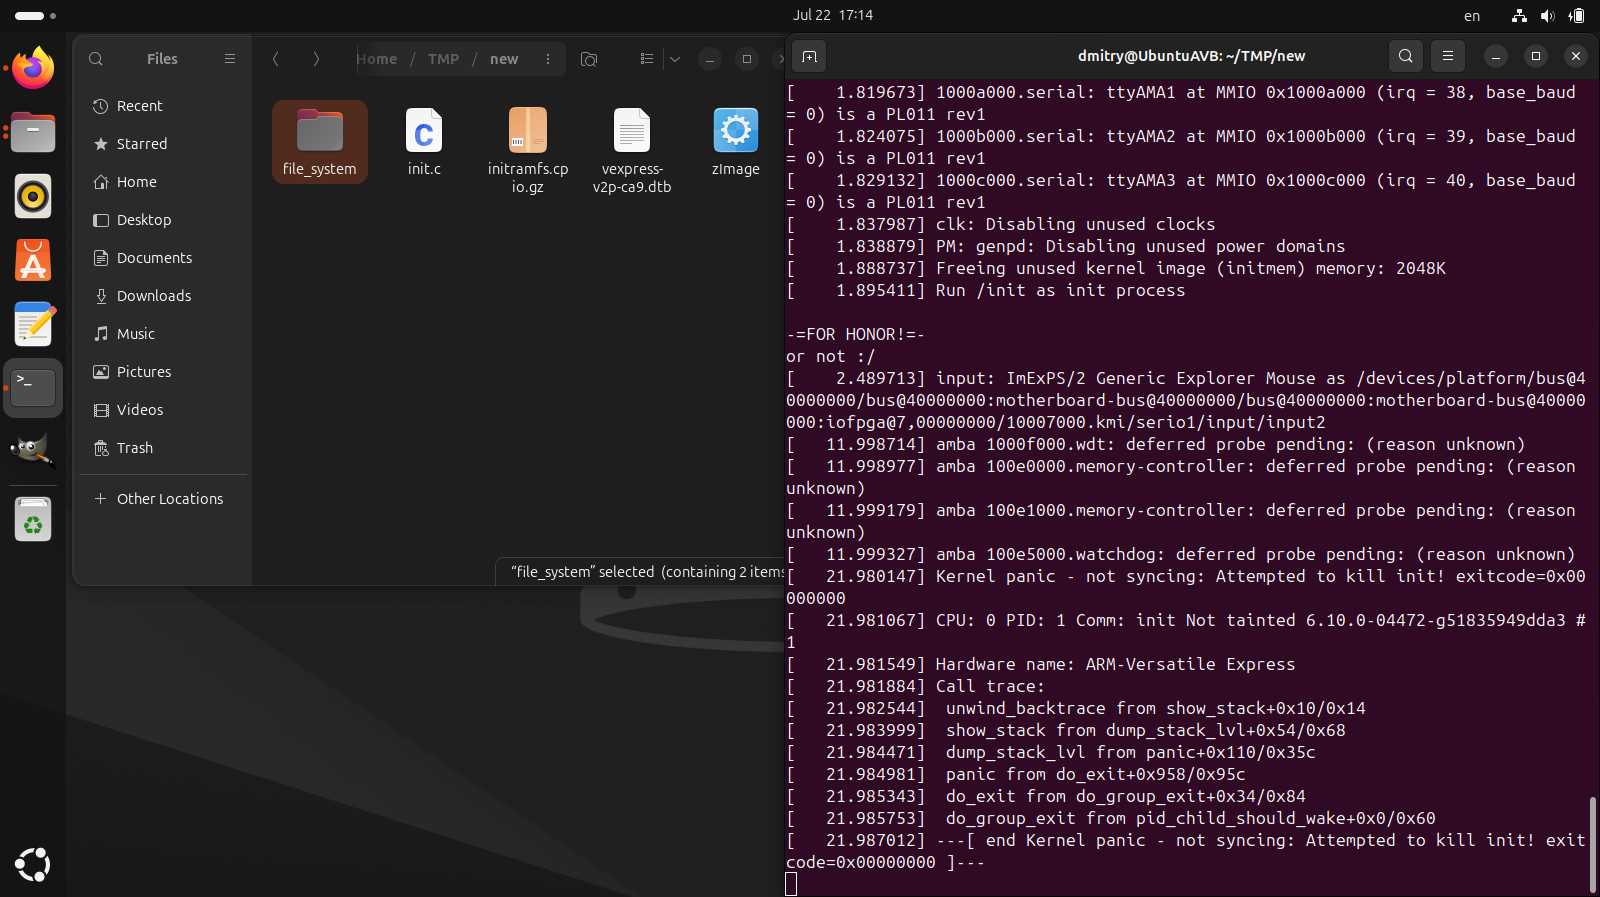 Jul 22 17:14
en
Files
Home / TMP / new
dmitry@UbuntuAVB: ~/TMP/new
Recent
Starred
Home
Desktop
Documents
Downloads
Music
Pictures
Videos
Trash
Other Locations
file_system
init.c
initramfs.cp
io.gz
vexpress-
v2p-ca9.dtb
zImage
“file_system” selected (containing 2 items
[    1.819673] 1000a000.serial: ttyAMA1 at MMIO 0x1000a000 (irq = 38, base_baud
= 0) is a PL011 rev1
[    1.824075] 1000b000.serial: ttyAMA2 at MMIO 0x1000b000 (irq = 39, base_baud
= 0) is a PL011 rev1
[    1.829132] 1000c000.serial: ttyAMA3 at MMIO 0x1000c000 (irq = 40, base_baud
= 0) is a PL011 rev1
[    1.837987] clk: Disabling unused clocks
[    1.838879] PM: genpd: Disabling unused power domains
[    1.888737] Freeing unused kernel image (initmem) memory: 2048K
[    1.895411] Run /init as init process
-=FOR HONOR!=-
or not :/
[    2.489713] input: ImExPS/2 Generic Explorer Mouse as /devices/platform/bus@4
0000000/bus@40000000:motherboard-bus@40000000/bus@40000000:motherboard-bus@40000
000:iofpga@7,00000000/10007000.kmi/serio1/input/input2
[   11.998714] amba 1000f000.wdt: deferred probe pending: (reason unknown)
[   11.998977] amba 100e0000.memory-controller: deferred probe pending: (reason
unknown)
[   11.999179] amba 100e1000.memory-controller: deferred probe pending: (reason
unknown)
[   11.999327] amba 100e5000.watchdog: deferred probe pending: (reason unknown)
[   21.980147] Kernel panic - not syncing: Attempted to kill init! exitcode=0x00
000000
[   21.981067] CPU: 0 PID: 1 Comm: init Not tainted 6.10.0-04472-g51835949dda3 #
1
[   21.981549] Hardware name: ARM-Versatile Express
[   21.981884] Call trace:
[   21.982544]  unwind_backtrace from show_stack+0x10/0x14
[   21.983999]  show_stack from dump_stack_lvl+0x54/0x68
[   21.984471]  dump_stack_lvl from panic+0x110/0x35c
[   21.984981]  panic from do_exit+0x958/0x95c
[   21.985343]  do_exit from do_group_exit+0x34/0x84
[   21.985753]  do_group_exit from pid_child_should_wake+0x0/0x60
[   21.987012] ---[ end Kernel panic - not syncing: Attempted to kill init! exit
code=0x00000000 ]---